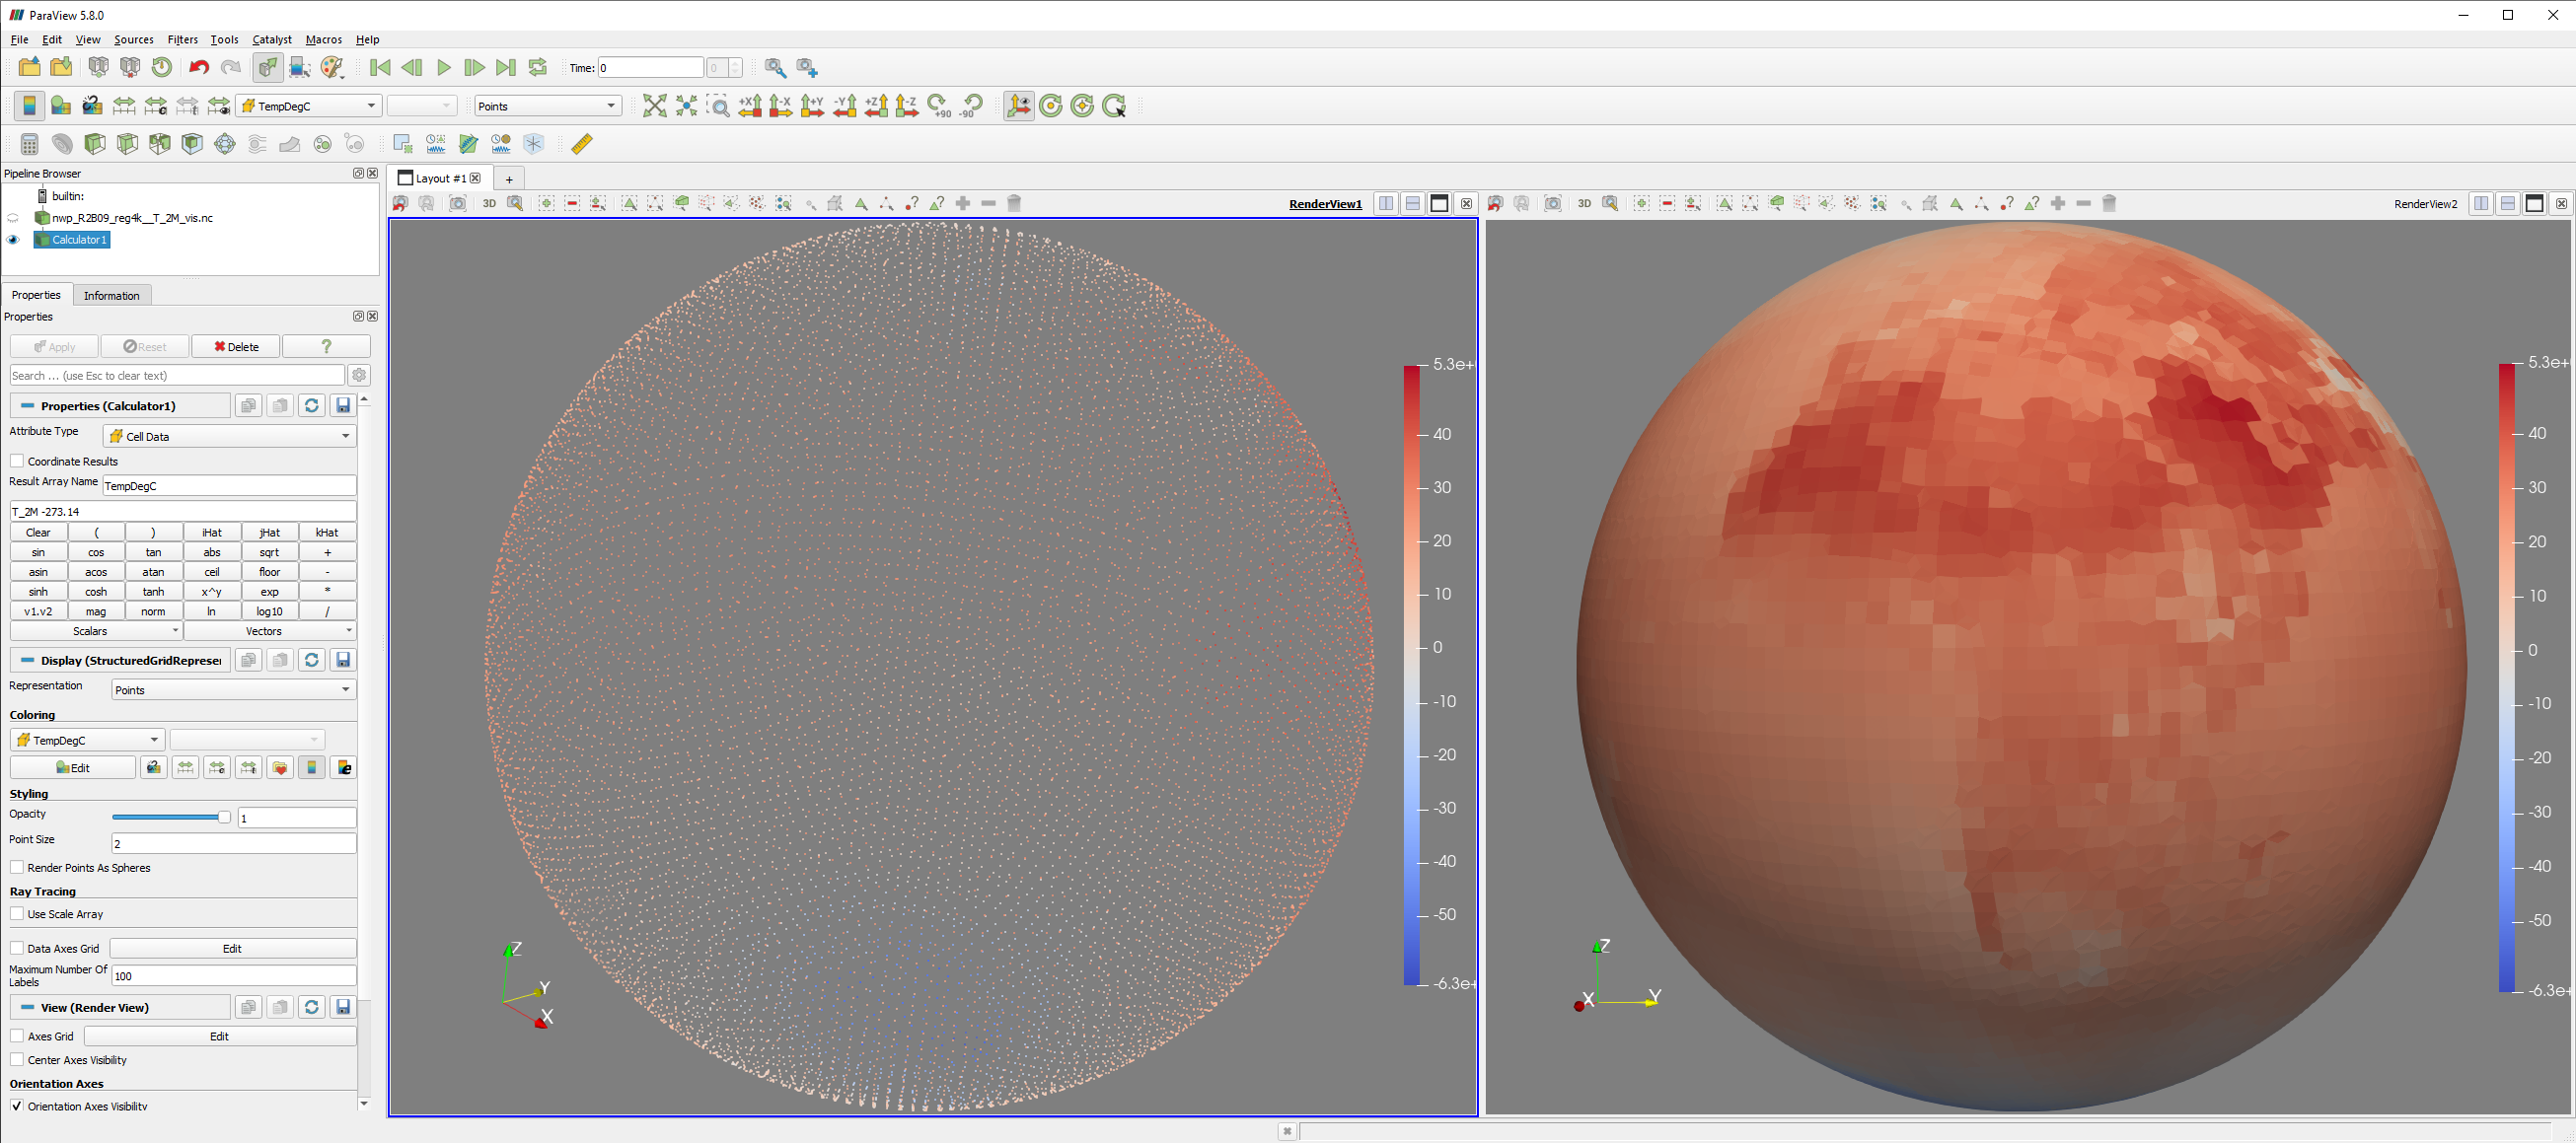 ParaView 5.8.0
File Edit View Sources Filters Tools Catalyst Macros Help
Time: 0 0
TempDegC Points +X -X +Y -Y +Z -Z +90 -90
Pipeline Browser
builtin:
nwp_R2B09_reg4k__T_2M_vis.nc
Calculator1
Properties Information
Properties
Apply Reset Delete ?
Search ... (use Esc to clear text)
Properties (Calculator1)
Attribute Type Cell Data
Coordinate Results
Result Array Name TempDegC
T_2M -273.14
Clear ( ) iHat jHat kHat
sin cos tan abs sqrt +
asin acos atan ceil floor -
sinh cosh tanh x^y exp *
v1.v2 mag norm ln log10 /
Scalars Vectors
Display (StructuredGridRepreser
Representation Points
Coloring
TempDegC
Edit
Styling
Opacity 1
Point Size 2
Render Points As Spheres
Ray Tracing
Use Scale Array
Data Axes Grid Edit
Maximum Number Of
Labels 100
View (Render View)
Axes Grid Edit
Center Axes Visibility
Orientation Axes
Orientation Axes Visibility
Layout #1 +
3D RenderView1
5.3e+
40
30
20
10
0
-10
-20
-30
-40
-50
-6.3e+
Z
Y
X
3D RenderView2
5.3e+
40
30
20
10
0
-10
-20
-30
-40
-50
-6.3e+
Z
X Y